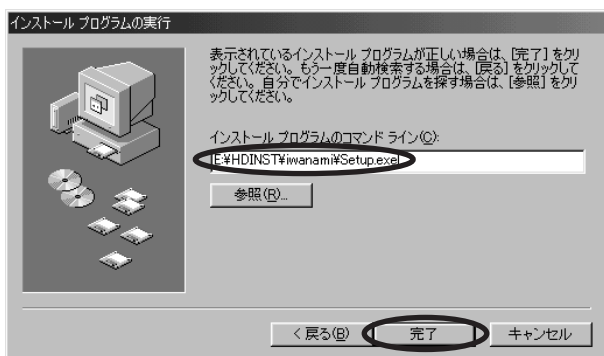 インストール プログラムの実行
表示されているインストール プログラムが正しい場合は、[完了] をクリ
ックしてください。もう一度自動検索する場合は、[戻る] をクリックして
ください。自分でインストール プログラムを探す場合は、[参照] をクリ
ックしてください。
インストール プログラムのコマンド ライン(C):
E:¥HDINST¥iwanami¥Setup.exe
参照(R)...
< 戻る(B)
完了
キャンセル